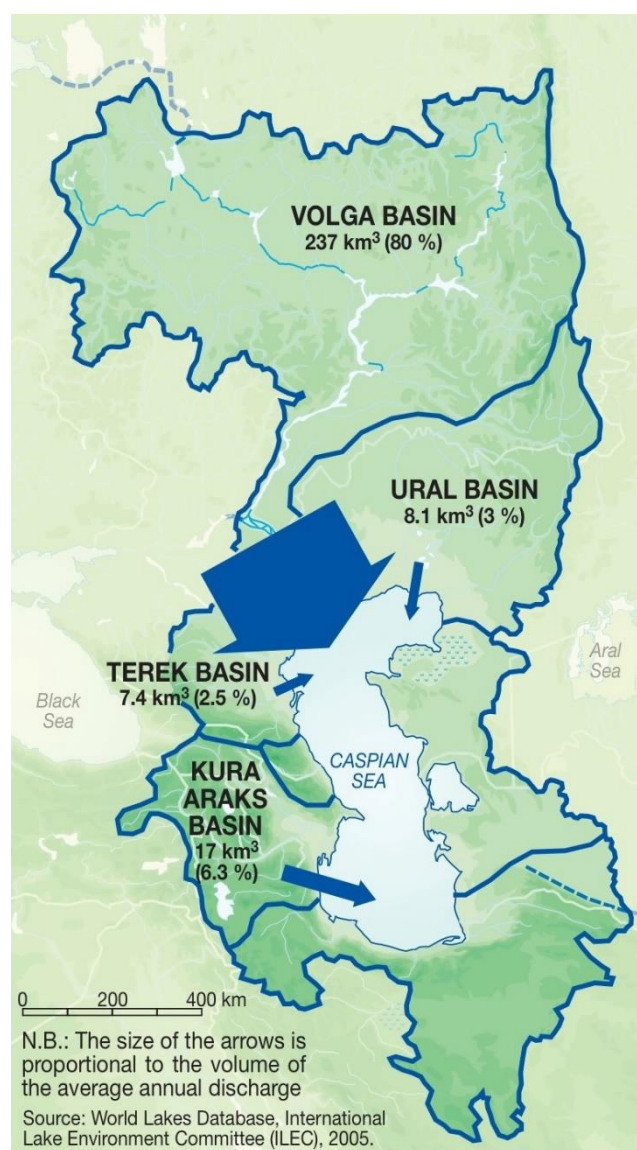 VOLGA BASIN
237 km³ (80 %)
URAL BASIN
8.1 km³ (3 %)
TEREK BASIN
7.4 km³ (2.5 %)
Aral
Sea
Black
Sea
CASPIAN
SEA
KURA
ARAKS
BASIN
17 km³
(6.3 %)
0 200 400 km
N.B.: The size of the arrows is
proportional to the volume of
the average annual discharge
Source: World Lakes Database, International
Lake Environment Committee (ILEC), 2005.